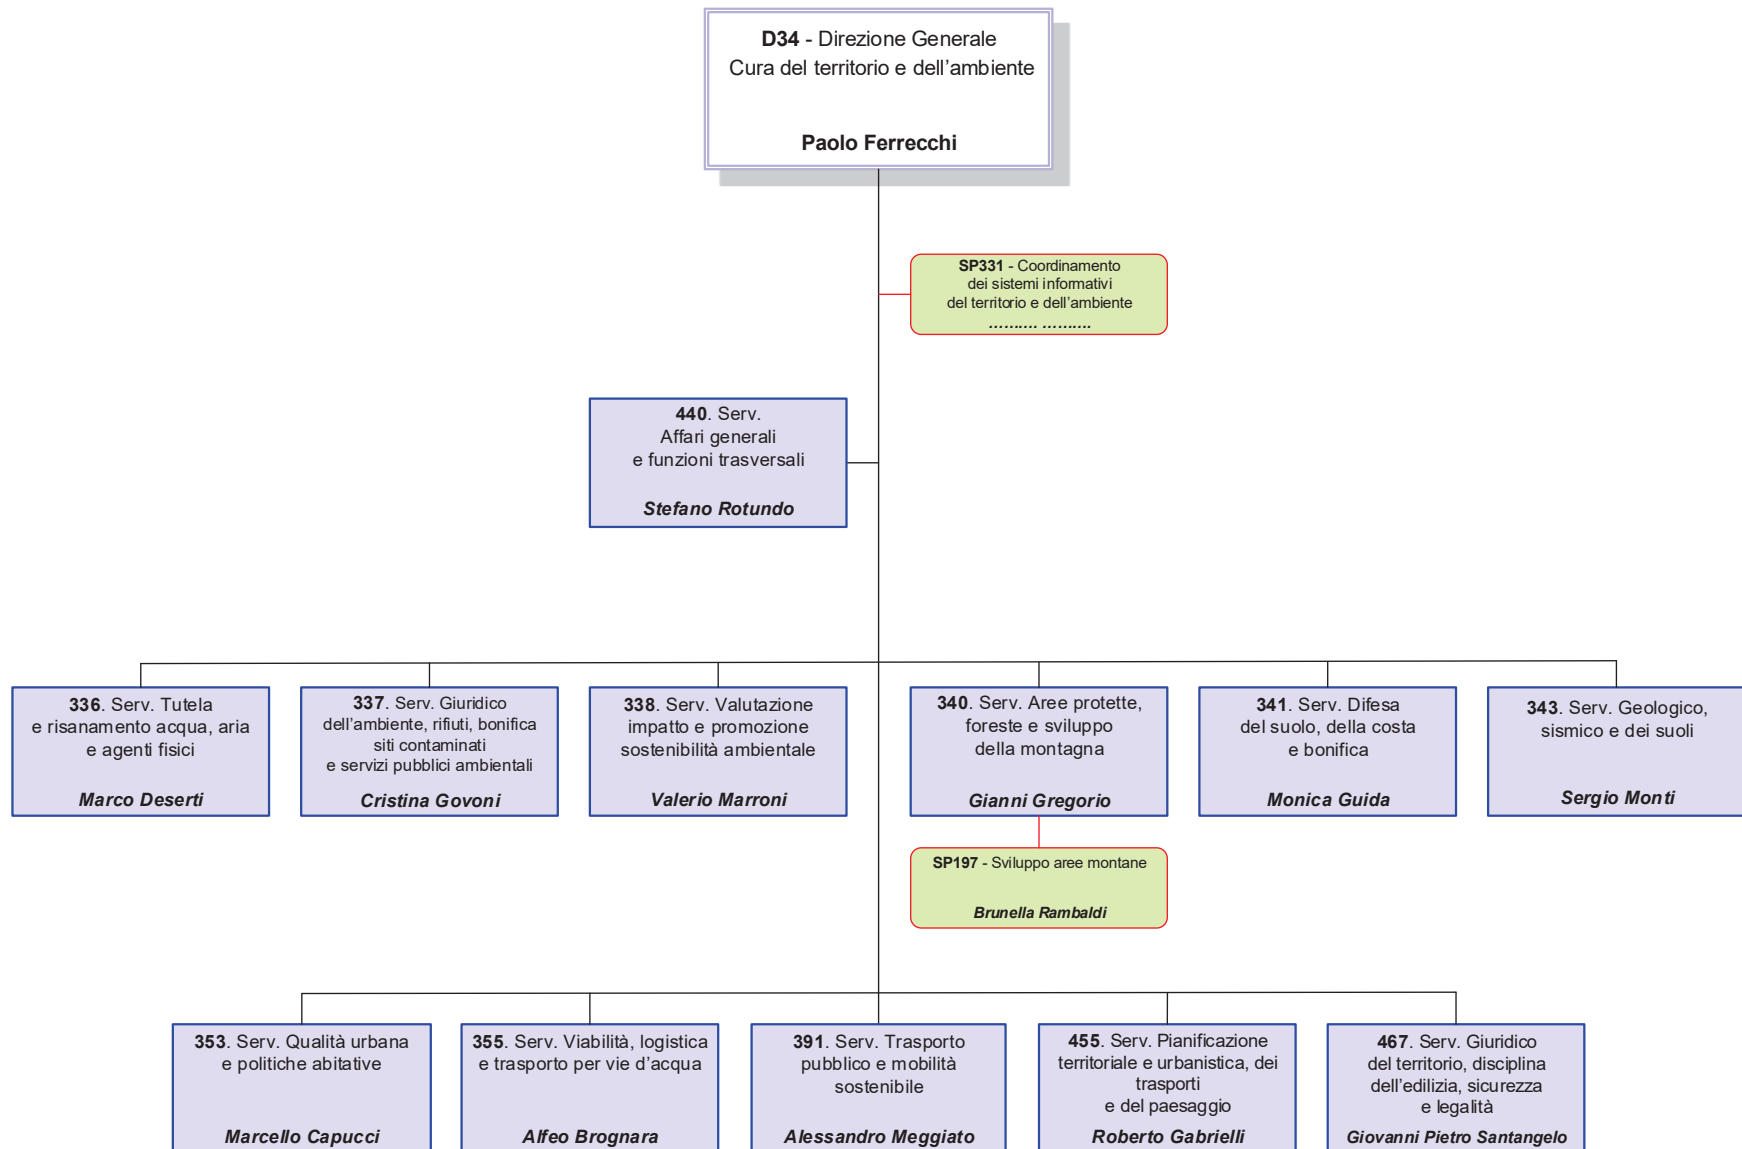 D34 - Direzione Generale
Cura del territorio e dell’ambiente
Paolo Ferrecchi
SP331 - Coordinamento
dei sistemi informativi
del territorio e dell’ambiente
………. ……….
440. Serv.
Affari generali
e funzioni trasversali
Stefano Rotundo
336. Serv. Tutela
e risanamento acqua, aria
e agenti fisici
Marco Deserti
337. Serv. Giuridico
dell’ambiente, rifiuti, bonifica
siti contaminati
e servizi pubblici ambientali
Cristina Govoni
338. Serv. Valutazione
impatto e promozione
sostenibilità ambientale
Valerio Marroni
340. Serv. Aree protette,
foreste e sviluppo
della montagna
Gianni Gregorio
341. Serv. Difesa
del suolo, della costa
e bonifica
Monica Guida
343. Serv. Geologico,
sismico e dei suoli
Sergio Monti
SP197 - Sviluppo aree montane
Brunella Rambaldi
353. Serv. Qualità urbana
e politiche abitative
Marcello Capucci
355. Serv. Viabilità, logistica
e trasporto per vie d’acqua
Alfeo Brognara
391. Serv. Trasporto
pubblico e mobilità
sostenibile
Alessandro Meggiato
455. Serv. Pianificazione
territoriale e urbanistica, dei
trasporti
e del paesaggio
Roberto Gabrielli
467. Serv. Giuridico
del territorio, disciplina
dell’edilizia, sicurezza
e legalità
Giovanni Pietro Santangelo